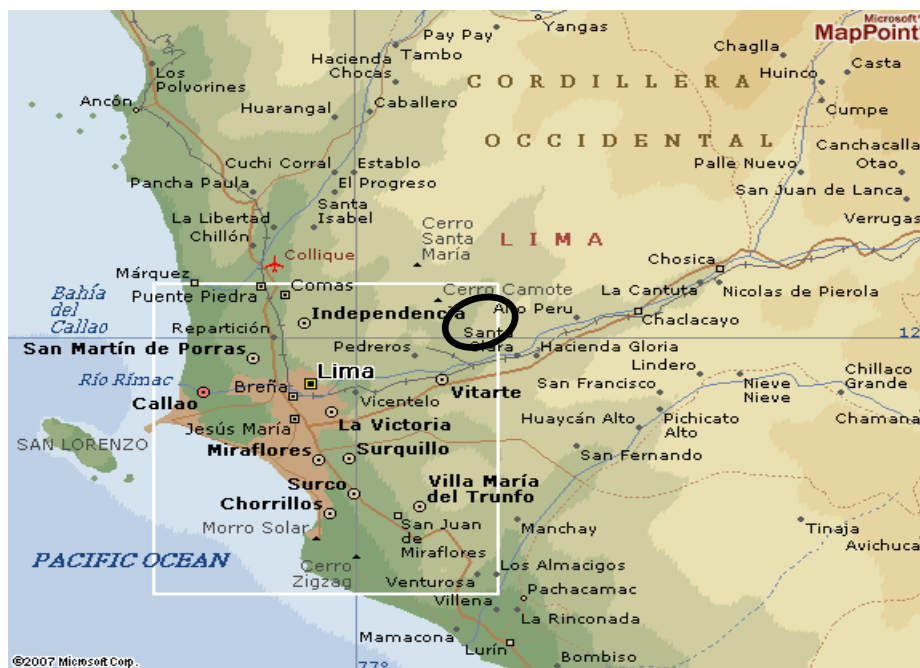 Microsoft®
MapPoint®
Pay Pay
Yangas
Hacienda
Tambo
Chocas
Los
Polvorines
Ancón
Huarangal
Caballero
Chaglla
Casta
Huinco
Cumpe
CORDILLERA
OCCIDENTAL
Canchacalla
Otao
Palle Nuevo
San Juan de Lanca
Verrugas
Cuchi Corral
Establo
El Progreso
Pancha Paula
Santa
Isabel
La Libertad
Chillón
Collique
Cerro
Santa
María
LIMA
Chosica
Márquez
Puente Piedra
Comas
Cerro Camote
La Cantuta
Nicolas de Pierola
Bahía
del
Callao
Independencia
Peru
Chaclacayo
Repartición
Santa
12
San Martín de Porras
Pedreros
Hacienda Gloria
Lindero
Chillaco
Grande
Lima
Vitarte
San Francisco
Nieve
Nieve
Río Rímac
Breña
Callao
Vicentelo
Huaycán Alto
Pichicato
Alto
Chamana
Jesús María
La Victoria
SAN LORENZO
Miraflores
Surquillo
San Fernando
Surco
Villa María
del Trunfo
Chorrillos
Morro Solar
San Juan
de
Miraflores
Manchay
Tinaja
Avichuca
PACIFIC OCEAN
Cerro
Zigzag
Venturosa
Los Almacigos
Pachacamac
Villena
La Rinconada
Mamacona
Lurín
Bombiso
77°
©2007 Microsoft Corp.